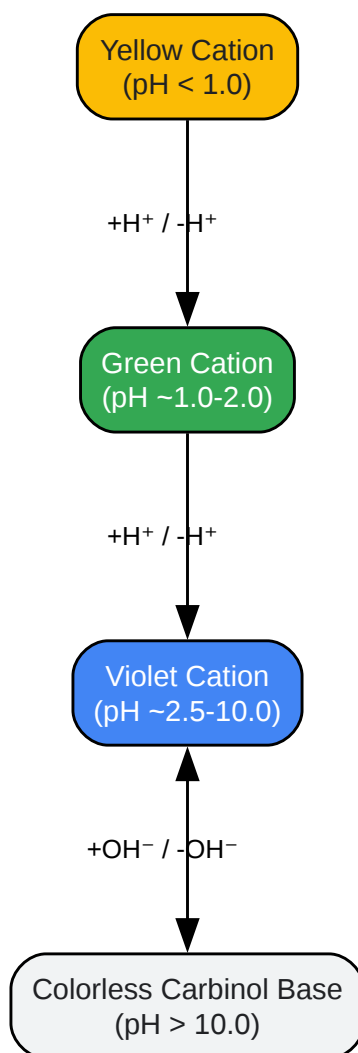 Yellow Cation
(pH < 1.0)
+H⁺ / -H⁺
Green Cation
(pH ~1.0-2.0)
+H⁺ / -H⁺
Violet Cation
(pH ~2.5-10.0)
+OH⁻ / -OH⁻
Colorless Carbinol Base
(pH > 10.0)